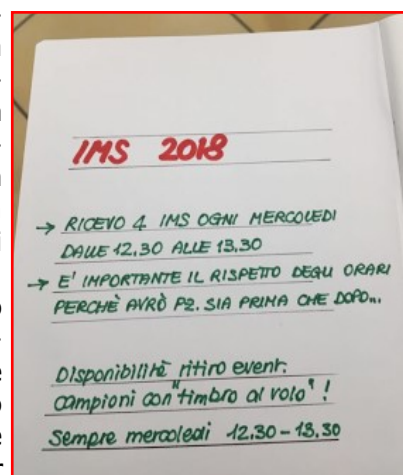 IMS 2018
→ RICEVO 4 IMS OGNI MERCOLEDI
DALLE 12.30 ALLE 13.30
→ E' IMPORTANTE IL RISPETTO DEGLI ORARI
PERCHÈ AVRÒ PZ. SIA PRIMA CHE DOPO...
Disponibilità ritiro event.
campioni con "timbro al volo" !
Sempre mercoledì 12.30-13.30